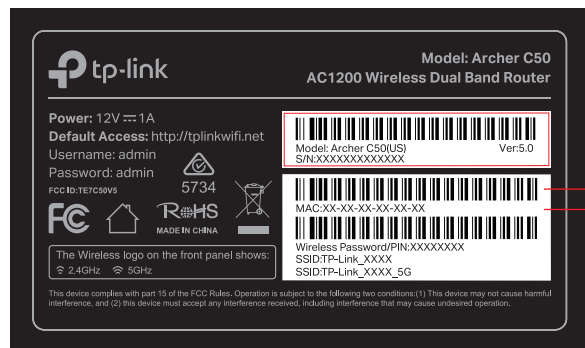 tp-link
Model: Archer C50
AC1200 Wireless Dual Band Router
Power: 12V⎓1A
Default Access: http://tplinkwifi.net
Username: admin
Password: admin
FCC ID:TE7C50V5
5734
FC
RoHS
MADE IN CHINA
The Wireless logo on the front panel shows:
2.4GHz 5GHz
Model: Archer C50(US) Ver:5.0
S/N:XXXXXXXXXXXXX
MAC:XX-XX-XX-XX-XX-XX
Wireless Password/PIN:XXXXXXXX
SSID:TP-Link_XXXX
SSID:TP-Link_XXXX_5G
This device complies with part 15 of the FCC Rules. Operation is subject to the following two conditions:(1) This device may not cause harmful
interference, and (2) this device must accept any interference received, including interference that may cause undesired operation.